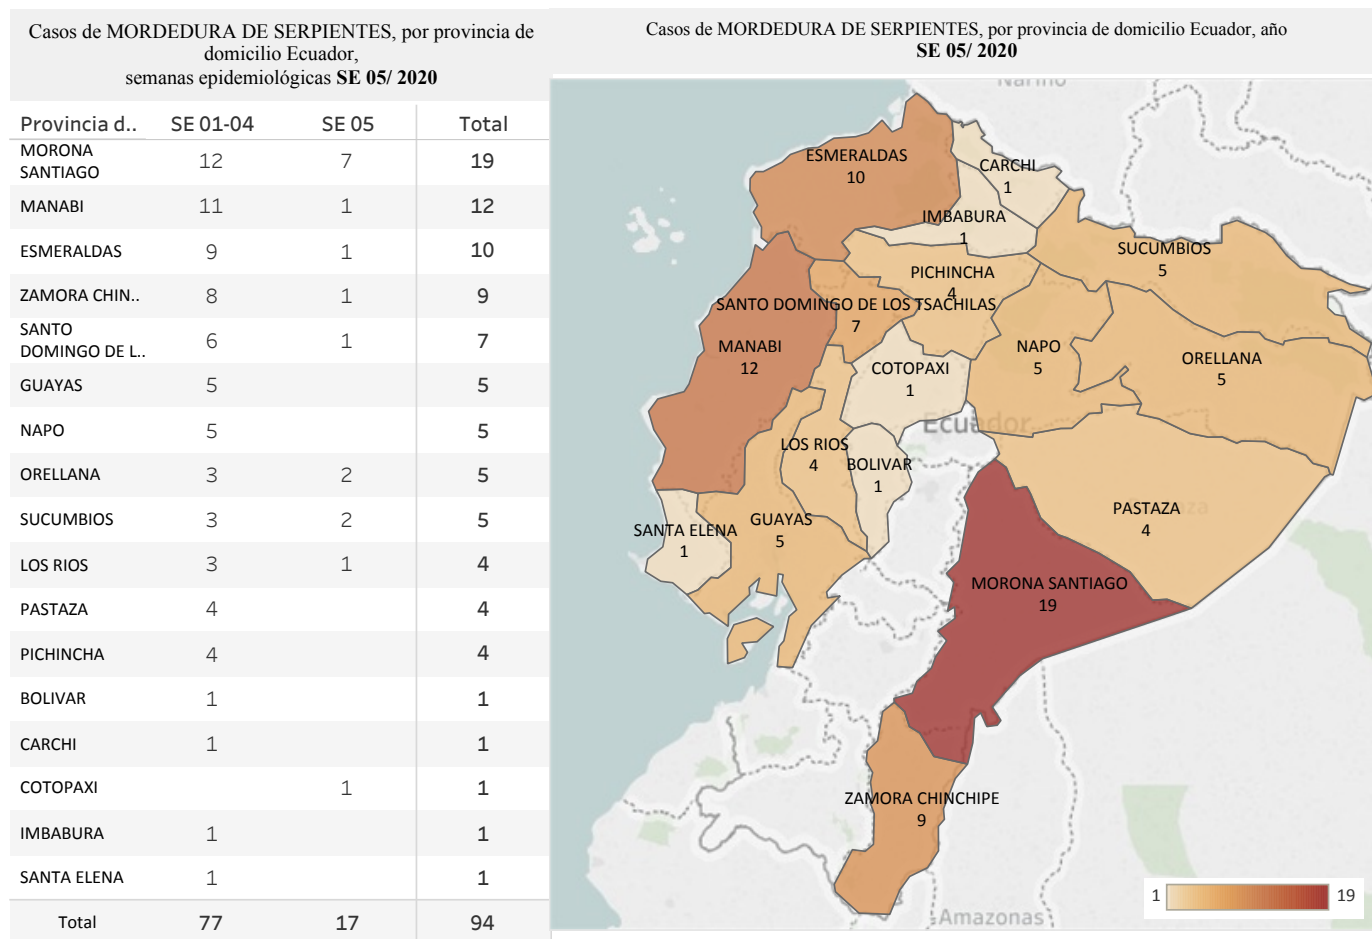 Casos de MORDEDURA DE SERPIENTES, por provincia de
domicilio Ecuador,
semanas epidemiológicas SE 05/ 2020
Provincia d.. SE 01-04 SE 05 Total
MORONA
SANTIAGO 12 7 19
MANABI 11 1 12
ESMERALDAS 9 1 10
ZAMORA CHIN.. 8 1 9
SANTO
DOMINGO DE L.. 6 1 7
GUAYAS 5 5
NAPO 5 5
ORELLANA 3 2 5
SUCUMBIOS 3 2 5
LOS RIOS 3 1 4
PASTAZA 4 4
PICHINCHA 4 4
BOLIVAR 1 1
CARCHI 1 1
COTOPAXI 1 1
IMBABURA 1 1
SANTA ELENA 1 1
Total 77 17 94
Casos de MORDEDURA DE SERPIENTES, por provincia de domicilio Ecuador, año
SE 05/ 2020
Nariño
ESMERALDAS
10
CARCHI
1
IMBABURA
1
SUCUMBIOS
5
PICHINCHA
4
SANTO DOMINGO DE LOS TSACHILAS
7
MANABI
12
COTOPAXI
1
NAPO
5
ORELLANA
5
Ecuador
LOS RIOS
4
BOLIVAR
1
SANTA ELENA
1
GUAYAS
5
PASTAZA
4
MORONA SANTIAGO
19
ZAMORA CHINCHIPE
9
Amazonas
1 19